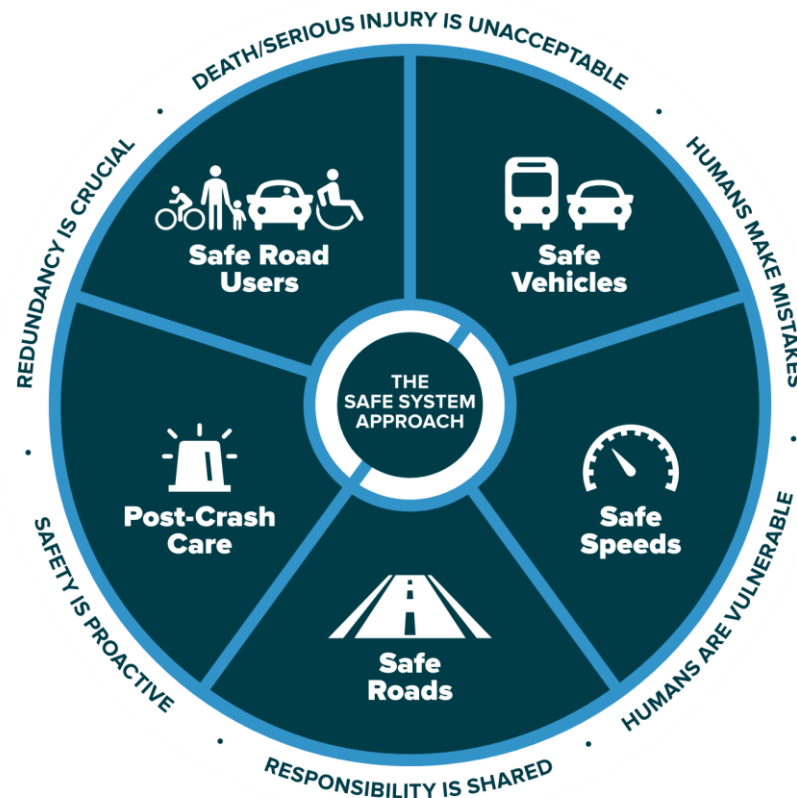 DEATH/SERIOUS INJURY IS UNACCEPTABLE
HUMANS MAKE MISTAKES
HUMANS ARE VULNERABLE
RESPONSIBILITY IS SHARED
SAFETY IS PROACTIVE
REDUNDANCY IS CRUCIAL
Safe Road
Users
Safe
Vehicles
THE
SAFE SYSTEM
APPROACH
Post-Crash
Care
Safe
Speeds
Safe
Roads